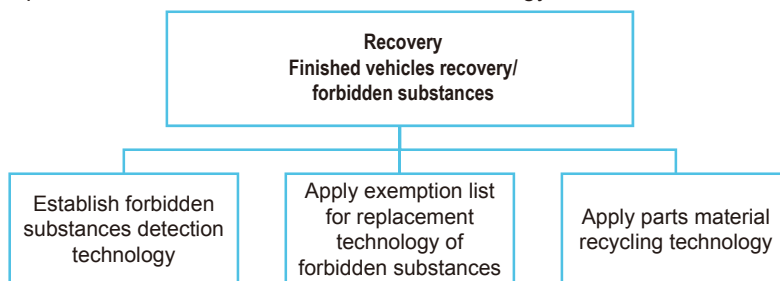 Recovery
Finished vehicles recovery/
forbidden substances
Establish forbidden
substances detection
technology
Apply exemption list
for replacement
technology of
forbidden substances
Apply parts material
recycling technology